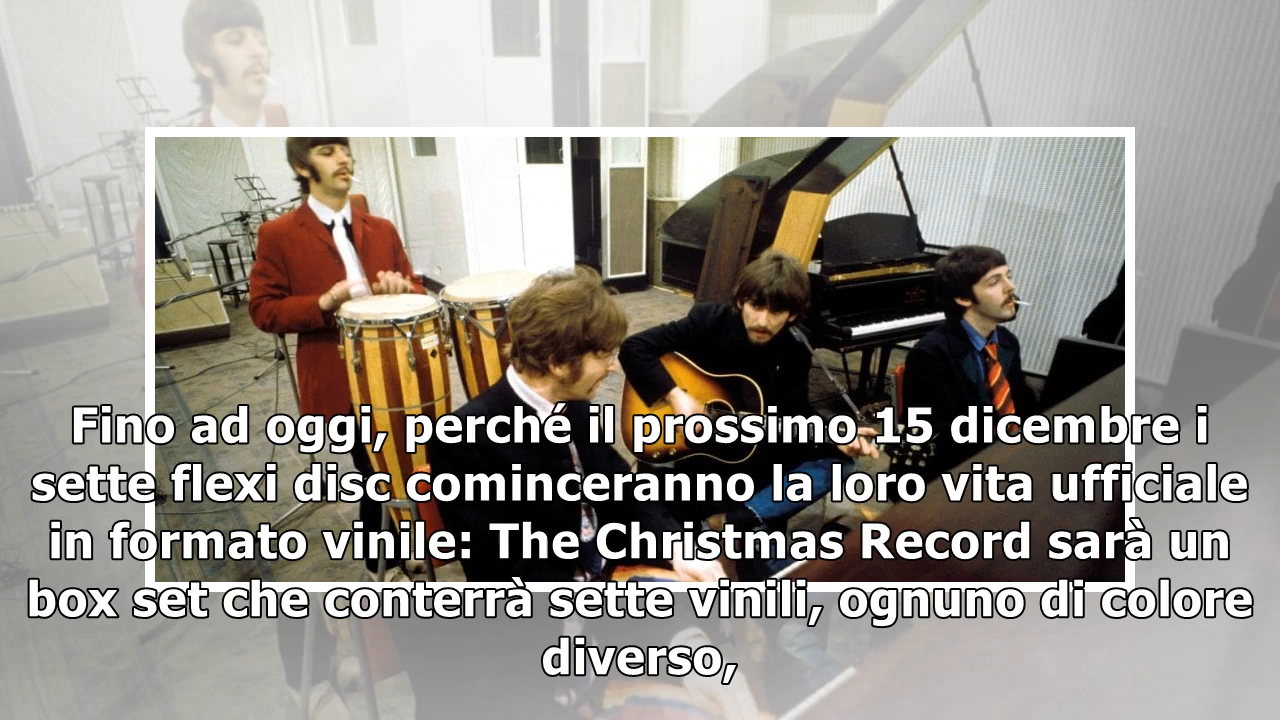 Fino ad oggi, perché il prossimo 15 dicembre i
sette flexi disc cominceranno la loro vita ufficiale
in formato vinile: The Christmas Record sarà un
box set che conterrà sette vinili, ognuno di colore
diverso,